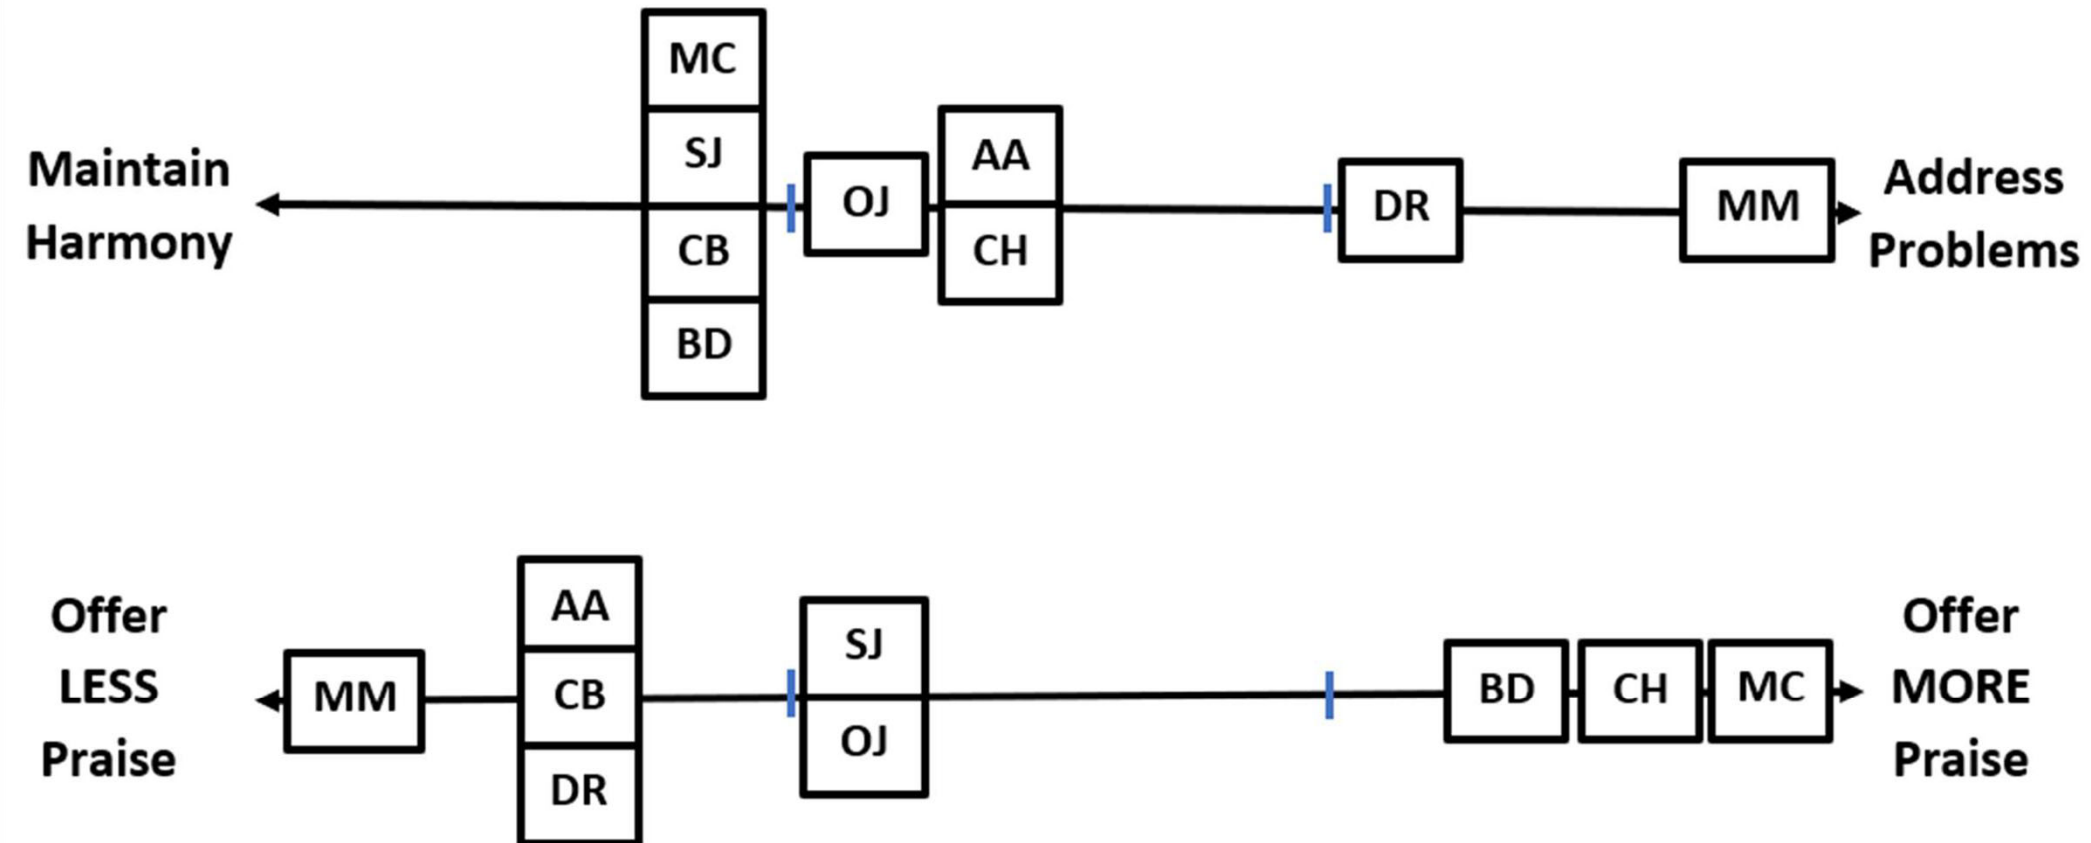 Maintain
Harmony
MC
SJ
CB
BD
OJ
AA
CH
DR
MM
Address
Problems
Offer
LESS
Praise
MM
AA
CB
DR
SJ
OJ
BD
CH
MC
Offer
MORE
Praise